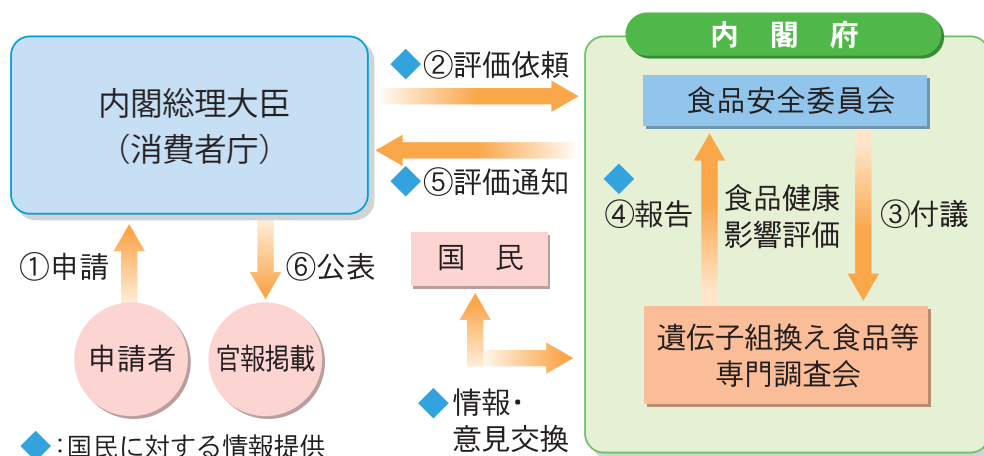 内閣府
内閣総理大臣
（消費者庁）
◆②評価依頼
◆⑤評価通知
食品安全委員会
◆
④報告
食品健康
影響評価
③付議
①申請
⑥公表
国民
申請者
官報掲載
遺伝子組換え食品等
専門調査会
◆情報・
意見交換
◆：国民に対する情報提供